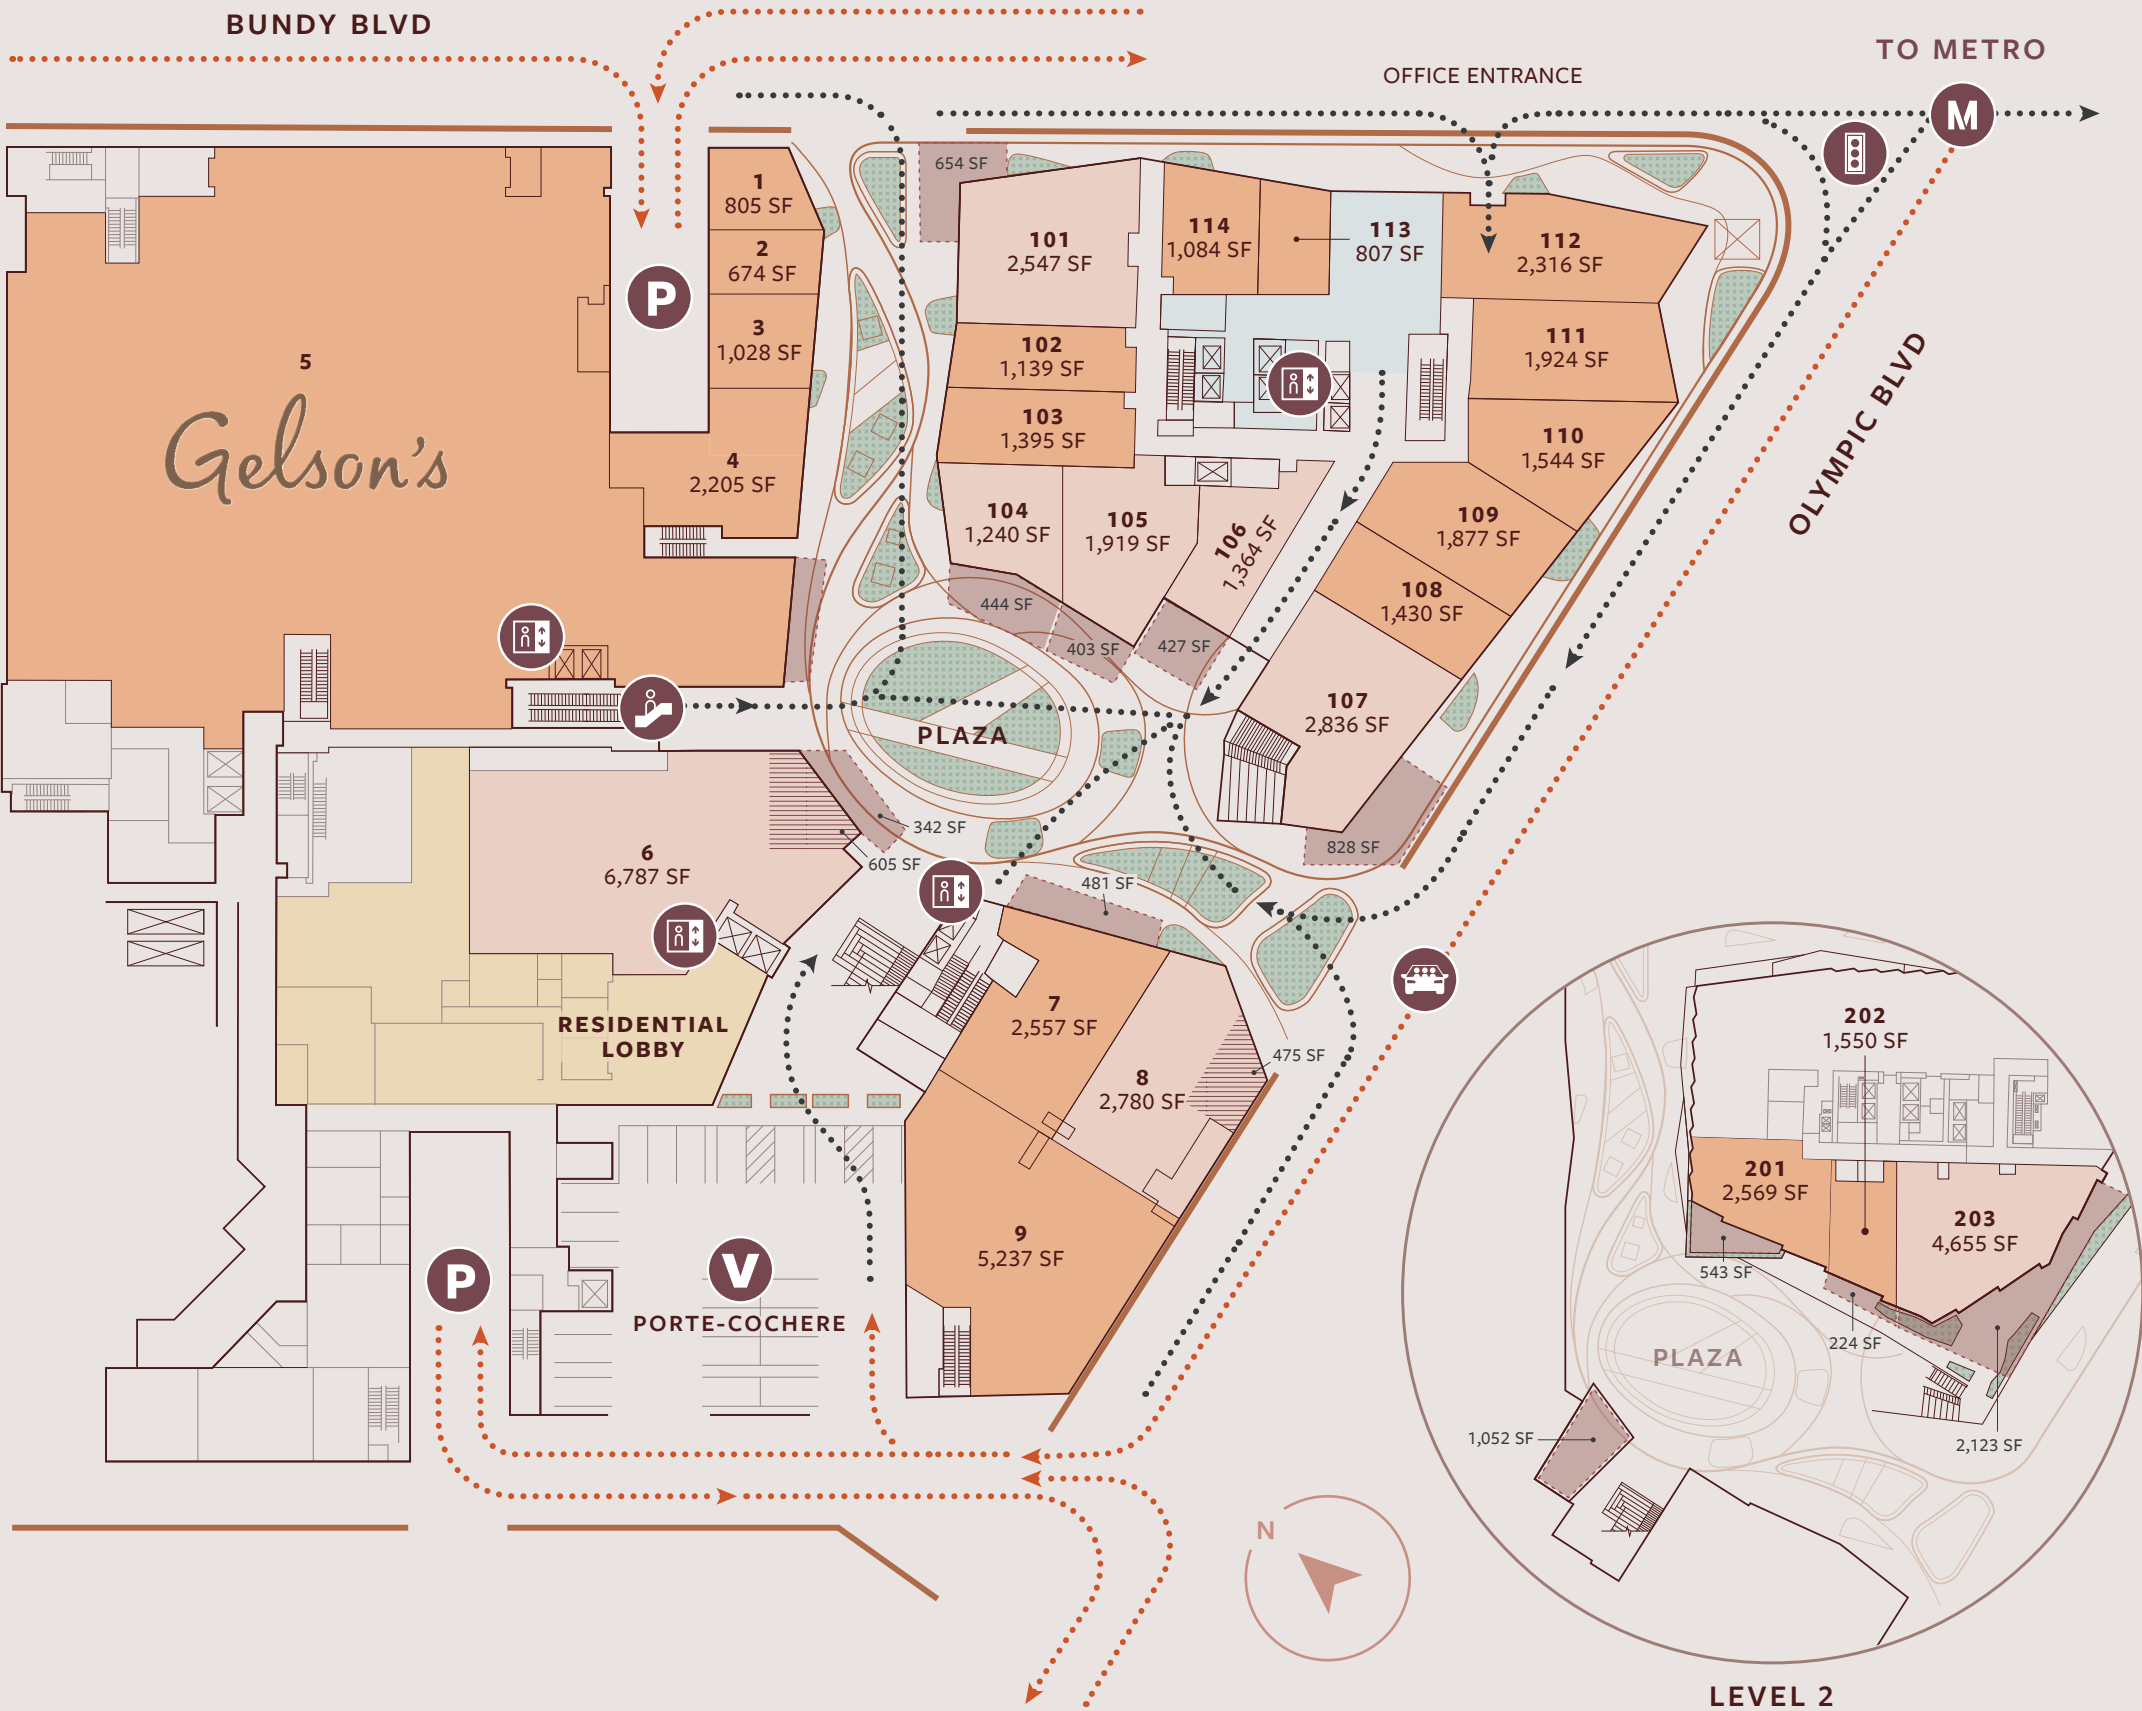 BUNDY BLVD
TO METRO
OFFICE ENTRANCE
M
654 SF
1
805 SF
2
674 SF
P
3
1,028 SF
4
2,205 SF
5
Gelson's
101
2,547 SF
114
1,084 SF
113
807 SF
112
2,316 SF
102
1,139 SF
111
1,924 SF
103
1,395 SF
110
1,544 SF
OLYMPIC BLVD
104
1,240 SF
105
1,919 SF
106
1,364 SF
109
1,877 SF
108
1,430 SF
444 SF
403 SF
427 SF
107
2,836 SF
PLAZA
6
6,787 SF
342 SF
605 SF
828 SF
481 SF
7
2,557 SF
RESIDENTIAL
LOBBY
8
2,780 SF
475 SF
9
5,237 SF
P
V
PORTE-COCHERE
202
1,550 SF
201
2,569 SF
203
4,655 SF
543 SF
224 SF
PLAZA
1,052 SF
2,123 SF
N
LEVEL 2